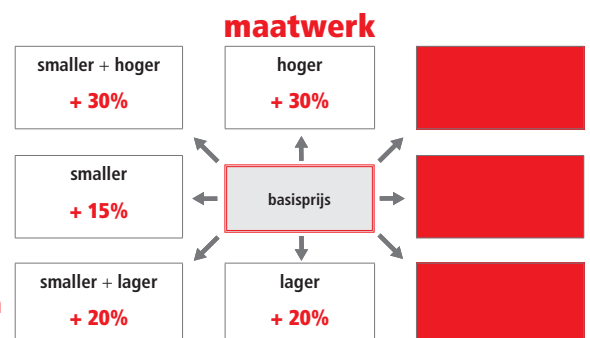 maatwerk
smaller + hoger
+ 30%
hoger
+ 30%
smaller
+ 15%
basisprijs
smaller + lager
+ 20%
lager
+ 20%